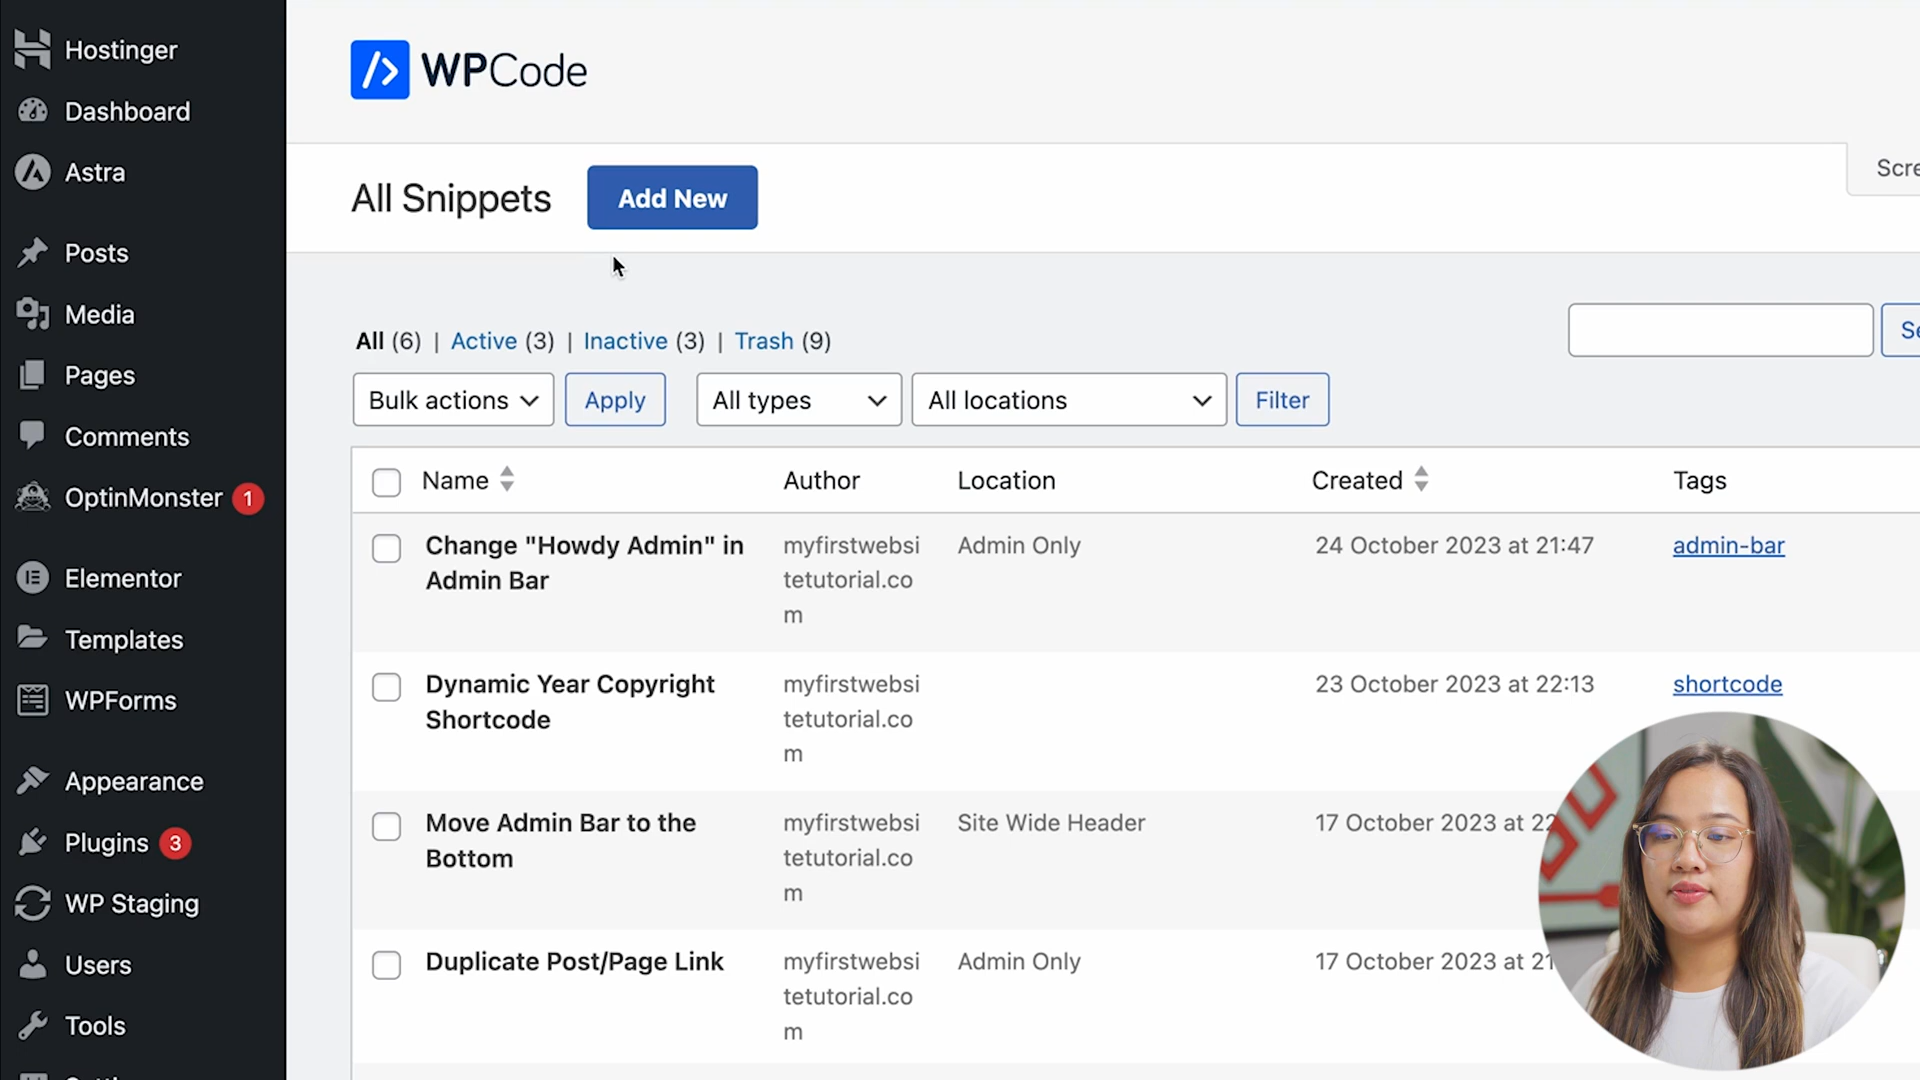 Hostinger
Dashboard
Astra
Posts
Media
Pages
Comments
OptinMonster 1
Elementor
Templates
WPForms
Appearance
Plugins 3
WP Staging
Users
Tools
WPCode
All Snippets
Add New
All (6) | Active (3) | Inactive (3) | Trash (9)
Bulk actions
Apply
All types
All locations
Filter
Name Author Location Created Tags
Change "Howdy Admin" in
Admin Bar
myfirstwebsi
tetutorial.co
m
Admin Only
24 October 2023 at 21:47
admin-bar
Dynamic Year Copyright
Shortcode
myfirstwebsi
tetutorial.co
m
23 October 2023 at 22:13
shortcode
Move Admin Bar to the
Bottom
myfirstwebsi
tetutorial.co
m
Site Wide Header
17 October 2023 at 22
Duplicate Post/Page Link
myfirstwebsi
tetutorial.co
m
Admin Only
17 October 2023 at 21